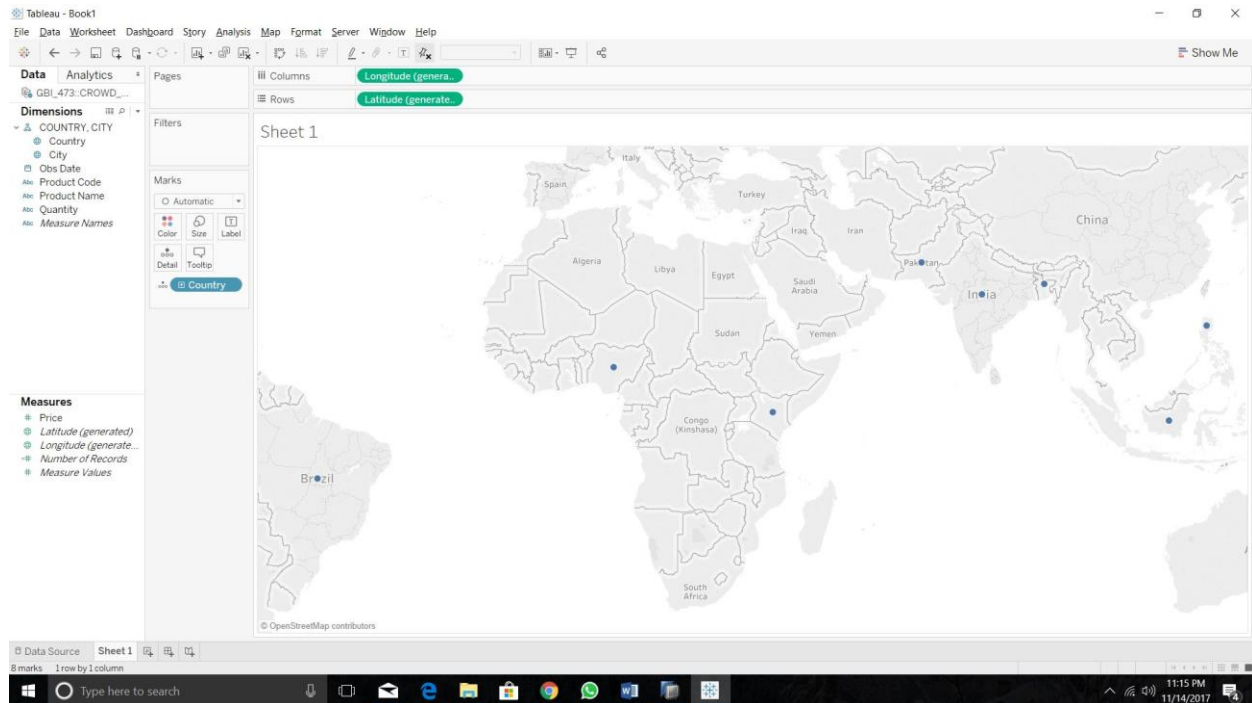 Tableau - Book1
File Data Worksheet Dashboard Story Analysis Map Format Server Window Help
Show Me
Data Analytics
Pages
Columns
Longitude (genera..
GBI_473::CROWD_...
Rows
Latitude (generate..
Dimensions
Filters
Sheet 1
COUNTRY, CITY
Country
City
Obs Date
Abc Product Code
Abc Product Name
Abc Quantity
Abc Measure Names
Marks
Automatic
Color Size Label
Detail Tooltip
Country
Italy
Spain
Turkey
China
Iraq
Iran
Algeria
Libya
Egypt
Pakistan
Saudi
Arabia
India
Sudan
Yemen
Congo
(Kinshasa)
Brazil
South
Africa
© OpenStreetMap contributors
Measures
# Price
Latitude (generated)
Longitude (generate...
=# Number of Records
# Measure Values
Data Source Sheet 1
8 marks 1 row by 1 column
Type here to search
11:15 PM
11/14/2017
4